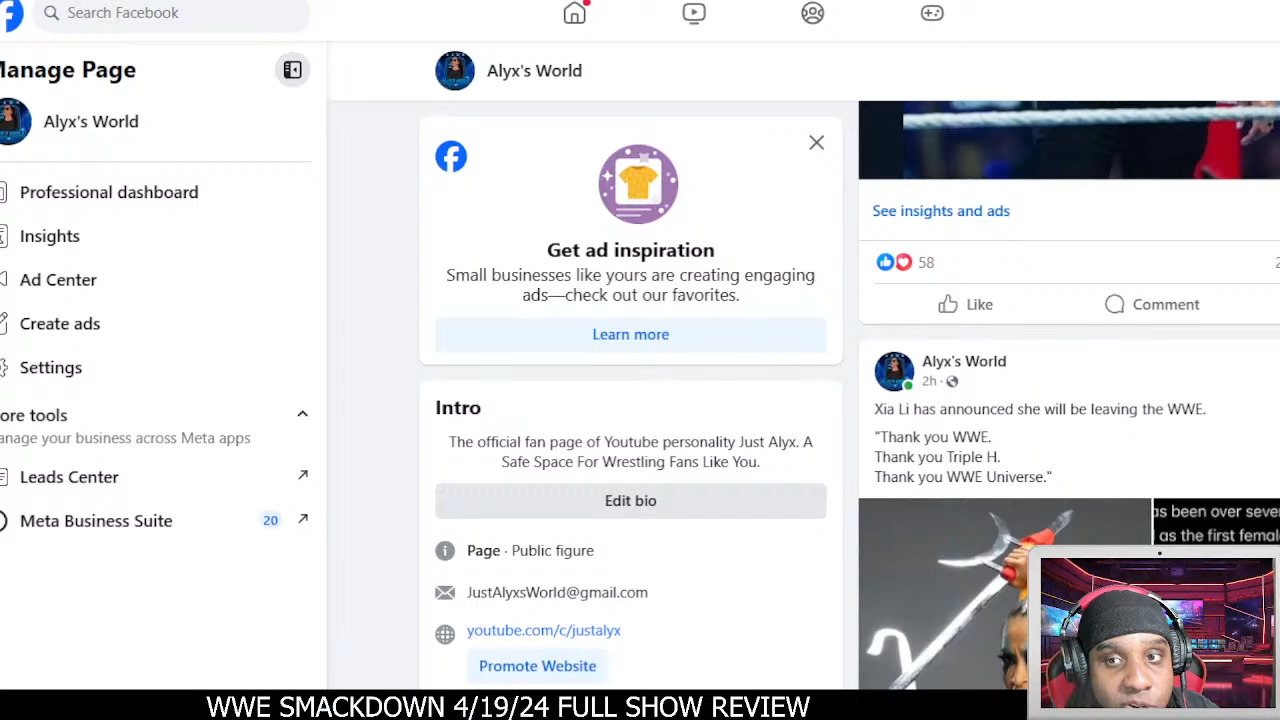 Search Facebook
Manage Page
Alyx's World
Professional dashboard
Insights
Ad Center
Create ads
Settings
ore tools
anage your business across Meta apps
Leads Center
Meta Business Suite 20
Alyx's World
Get ad inspiration
Small businesses like yours are creating engaging
ads—check out our favorites.
Learn more
Intro
The official fan page of Youtube personality Just Alyx. A
Safe Space For Wrestling Fans Like You.
Edit bio
Page · Public figure
JustAlyxsWorld@gmail.com
youtube.com/c/justalyx
Promote Website
See insights and ads
58
2
Like Comment
Alyx's World
2h ·
Xia Li has announced she will be leaving the WWE.
"Thank you WWE.
Thank you Triple H.
Thank you WWE Universe."
as been over seve
as the first femal
WWE SMACKDOWN 4/19/24 FULL SHOW REVIEW